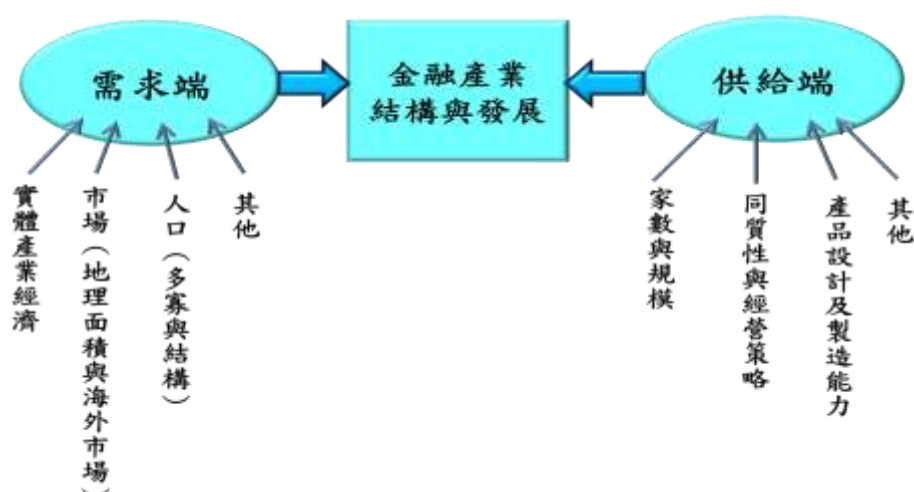 需求端
金融產業
結構與發展
供給端
實體產業經濟
市場（地理面積與海外市場）
人口（多寡與結構）
其他
家數與規模
同質性與經營策略
產品設計及製造能力
其他